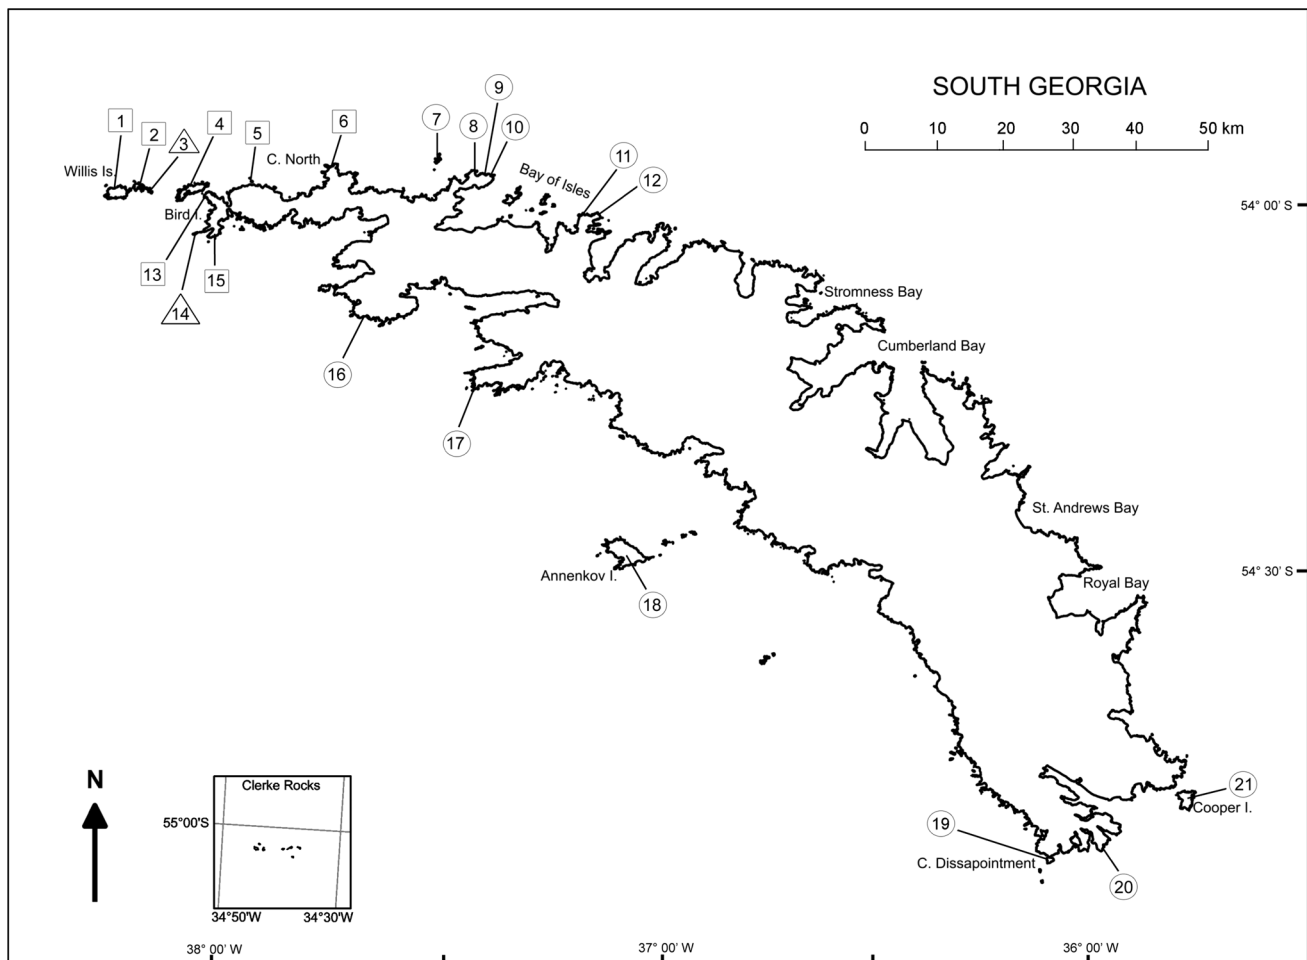 SOUTH GEORGIA
0 10 20 30 40 50 km
9
7 8 10
1 2 3 4 5 6
C. North
11
12
Willis Is.
Bay of Isles
Bird I.
54° 00' S
13
15
14
Stromness Bay
Cumberland Bay
16
17
St. Andrews Bay
54° 30' S
Annenkov I.
Royal Bay
18
N
Clerke Rocks
21
Cooper I.
55°00'S
19
C. Dissapointment
20
34°50'W 34°30'W
38° 00' W 37° 00' W 36° 00' W